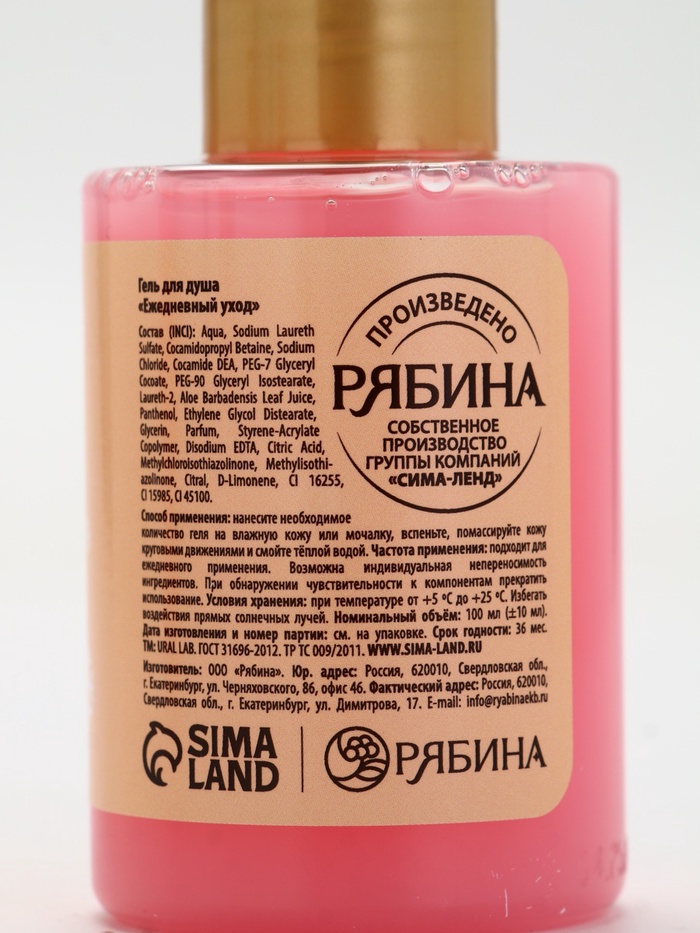 Гель для душа
«Ежедневный уход»
Состав (INCI): Aqua, Sodium Laureth
Sulfate, Cocamidopropyl Betaine, Sodium
Chloride, Cocamide DEA, PEG-7 Glyceryl
Cocoate, PEG-90 Glyceryl Isostearate,
Laureth-2, Aloe Barbadensis Leaf Juice,
Panthenol, Ethylene Glycol Distearate,
Glycerin, Parfum, Styrene-Acrylate
Copolymer, Disodium EDTA, Citric Acid,
Methylchloroisothiazolinone, Methylisothi-
azolinone, Citral, D-Limonene, CI 16255,
CI 15985, CI 45100.
ПРОИЗВЕДЕНО
РЯБИНА
СОБСТВЕННОЕ
ПРОИЗВОДСТВО
ГРУППЫ КОМПАНИЙ
«СИМА-ЛЕНД»
Способ применения: нанесите необходимое
количество геля на влажную кожу или мочалку, вспеньте, помассируйте кожу
круговыми движениями и смойте тёплой водой. Частота применения: подходит для
ежедневного применения. Возможна индивидуальная непереносимость
ингредиентов. При обнаружении чувствительности к компонентам прекратить
использование. Условия хранения: при температуре от +5 ºС до +25 ºС. Избегать
воздействия прямых солнечных лучей. Номинальный объём: 100 мл (±10 мл).
Дата изготовления и номер партии: см. на упаковке. Срок годности: 36 мес.
TM: URAL LAB. ГОСТ 31696-2012. ТР ТС 009/2011. WWW.SIMA-LAND.RU
Изготовитель: ООО «Рябина». Юр. адрес: Россия, 620010, Свердловская обл.,
г. Екатеринбург, ул. Черняховского, 86, офис 46. Фактический адрес: Россия, 620010,
Свердловская обл., г. Екатеринбург, ул. Димитрова, 17. E-mail: info@ryabinaekb.ru
SIMA
LAND
РЯБИНА